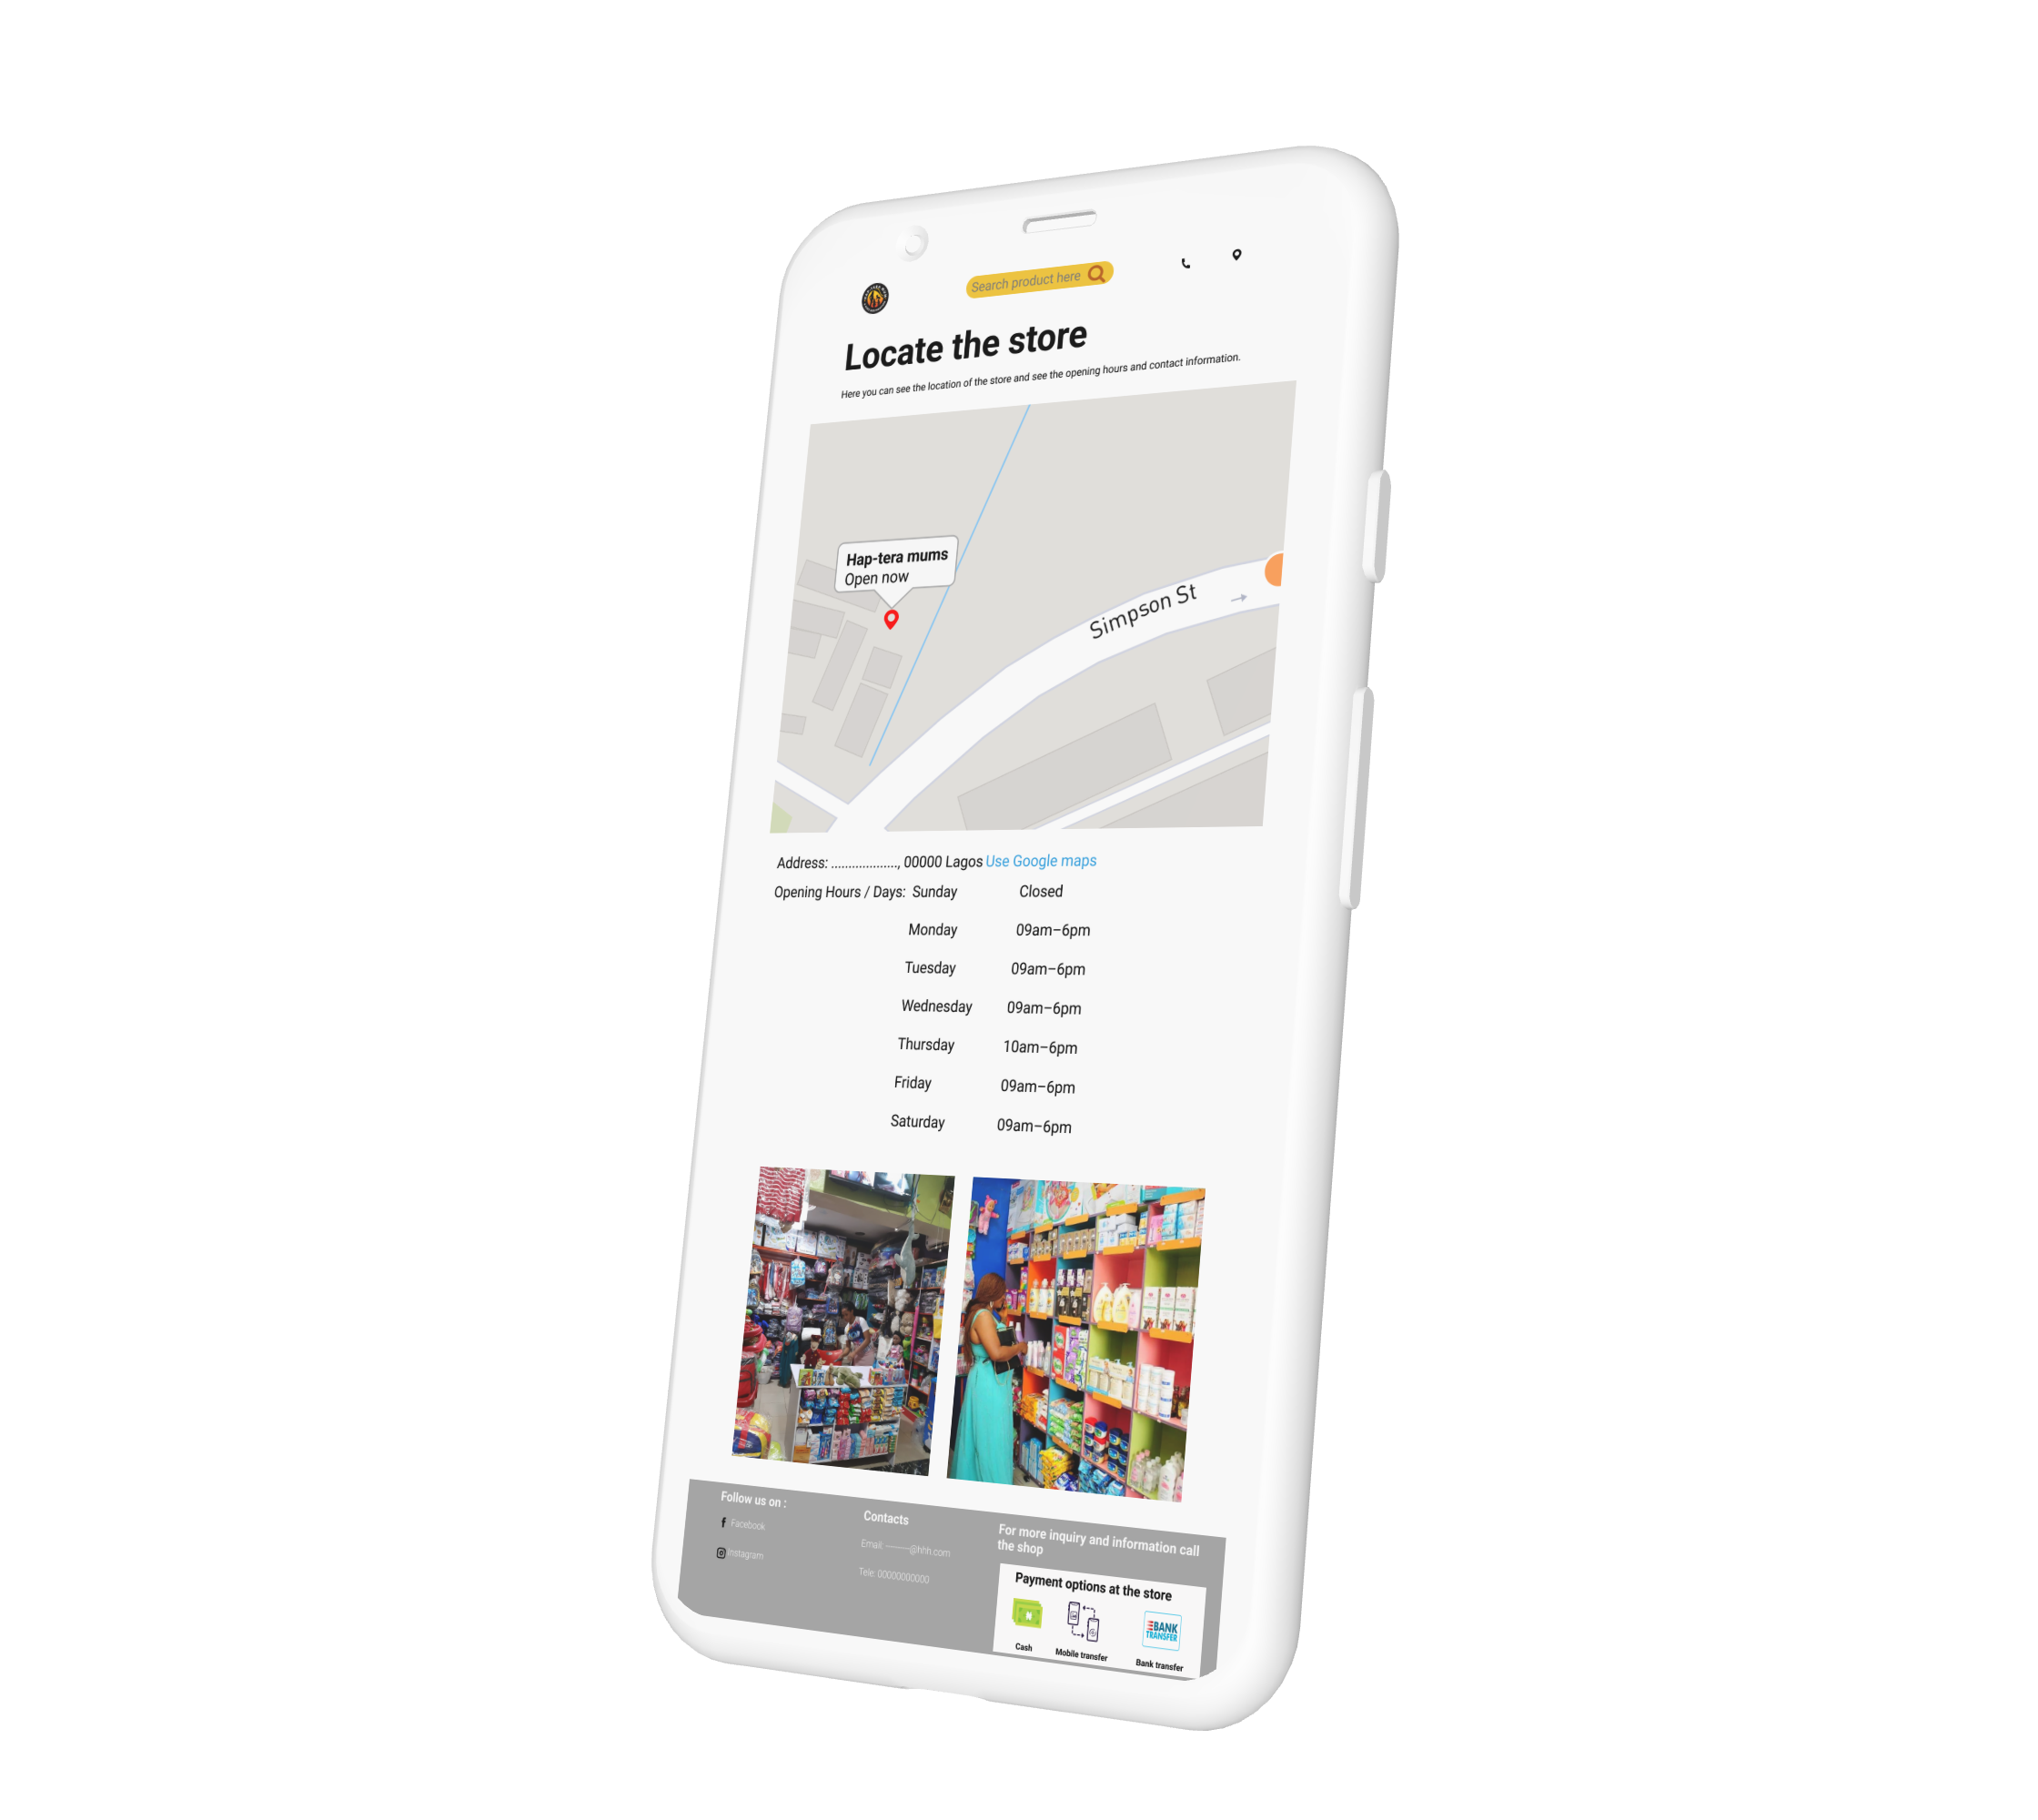 Search product here
Locate the store
Here you can see the location of the store and see the opening hours and contact information.
Hap-tera mums
Open now
Simpson St
Address: ..................., 00000 Lagos Use Google maps
Opening Hours / Days: Sunday Closed
Monday 09am–6pm
Tuesday 09am–6pm
Wednesday 09am–6pm
Thursday 10am–6pm
Friday 09am–6pm
Saturday 09am–6pm
Follow us on :
Facebook
Instagram
Contacts
Email: --------@hhh.com
Tele: 00000000000
For more inquiry and information call
the shop
Payment options at the store
N
BANK
TRANSFER
Cash
Mobile transfer
Bank transfer